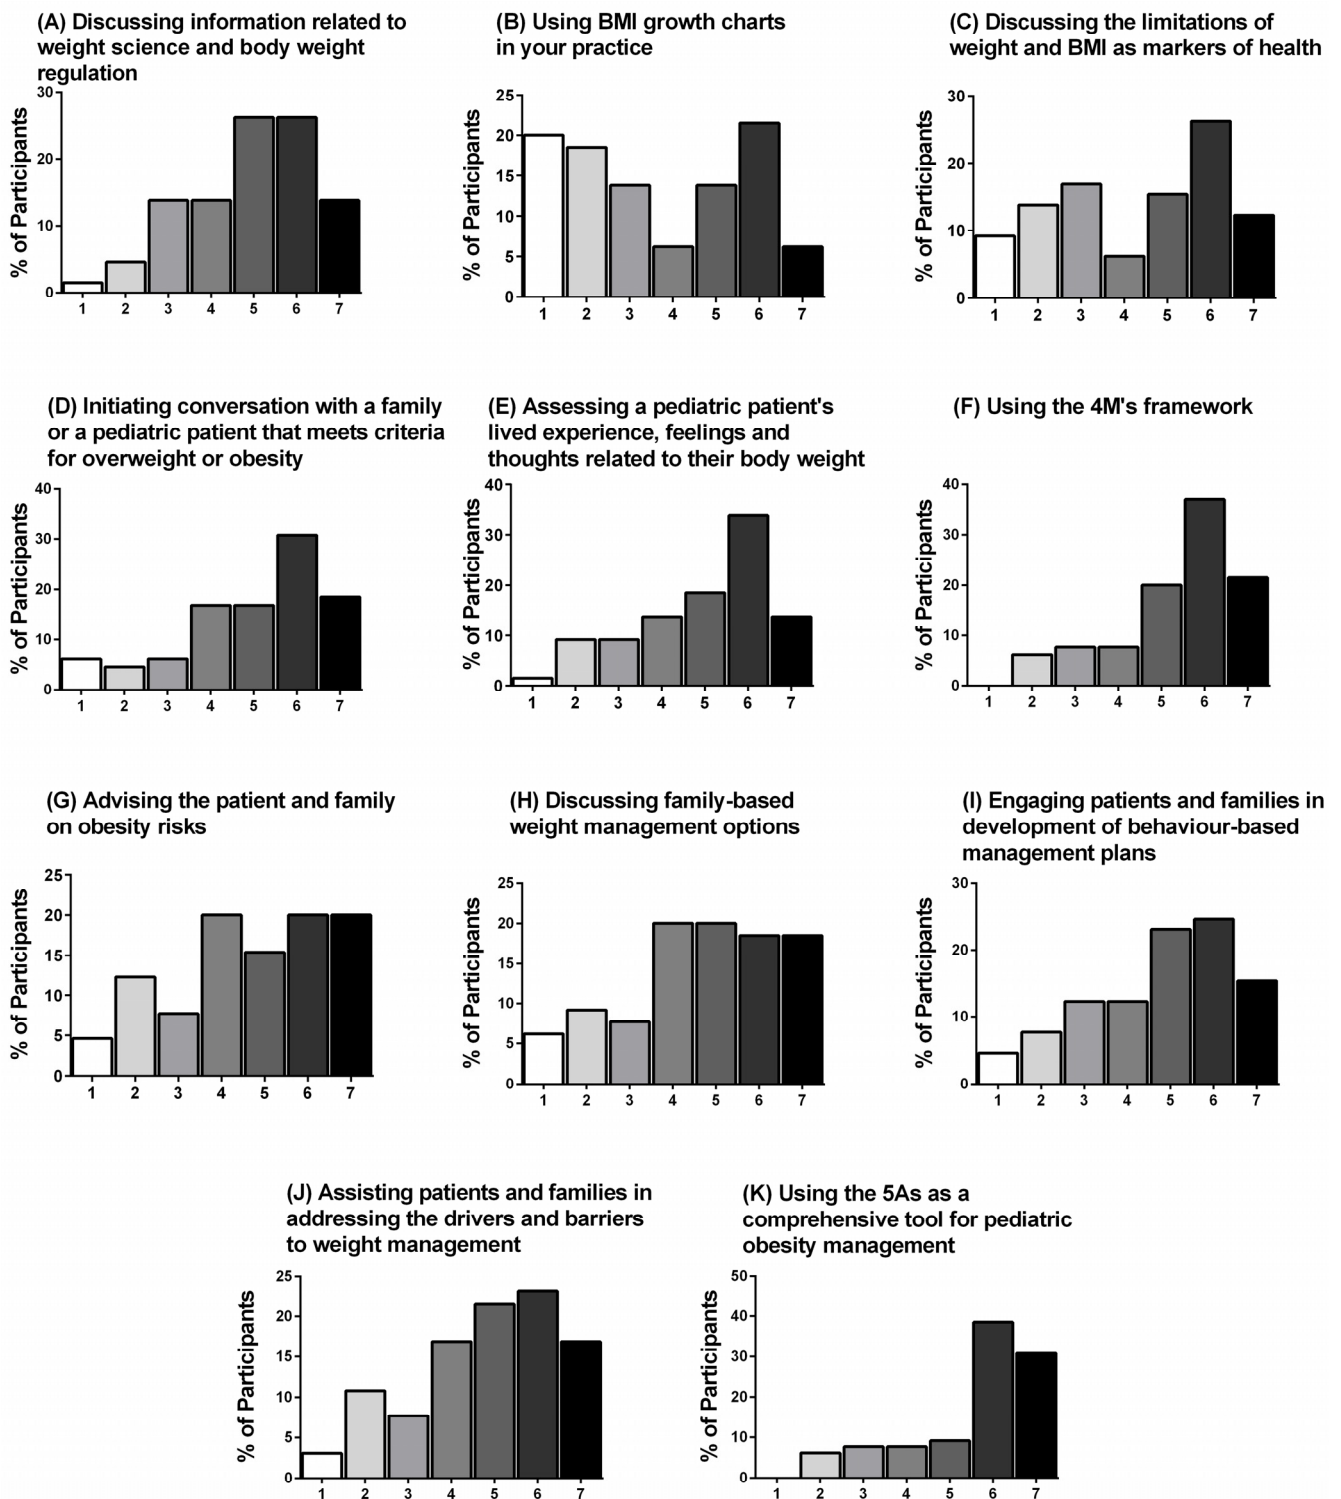 (A) Discussing information related to
weight science and body weight
regulation
% of Participants
30
20
10
0
1 2 3 4 5 6 7
(B) Using BMI growth charts
in your practice
% of Participants
25
20
15
10
5
0
1 2 3 4 5 6 7
(C) Discussing the limitations of
weight and BMI as markers of health
% of Participants
30
20
10
0
1 2 3 4 5 6 7
(D) Initiating conversation with a family
or a pediatric patient that meets criteria
for overweight or obesity
% of Participants
40
30
20
10
0
1 2 3 4 5 6 7
(E) Assessing a pediatric patient's
lived experience, feelings and
thoughts related to their body weight
% of Participants
40
30
20
10
0
1 2 3 4 5 6 7
(F) Using the 4M's framework
% of Participants
40
30
20
10
0
1 2 3 4 5 6 7
(G) Advising the patient and family
on obesity risks
% of Participants
25
20
15
10
5
0
1 2 3 4 5 6 7
(H) Discussing family-based
weight management options
% of Participants
25
20
15
10
5
0
1 2 3 4 5 6 7
(I) Engaging patients and families in
development of behaviour-based
management plans
% of Participants
30
20
10
0
1 2 3 4 5 6 7
(J) Assisting patients and families in
addressing the drivers and barriers
to weight management
% of Participants
25
20
15
10
5
0
1 2 3 4 5 6 7
(K) Using the 5As as a
comprehensive tool for pediatric
obesity management
% of Participants
50
40
30
20
10
0
1 2 3 4 5 6 7